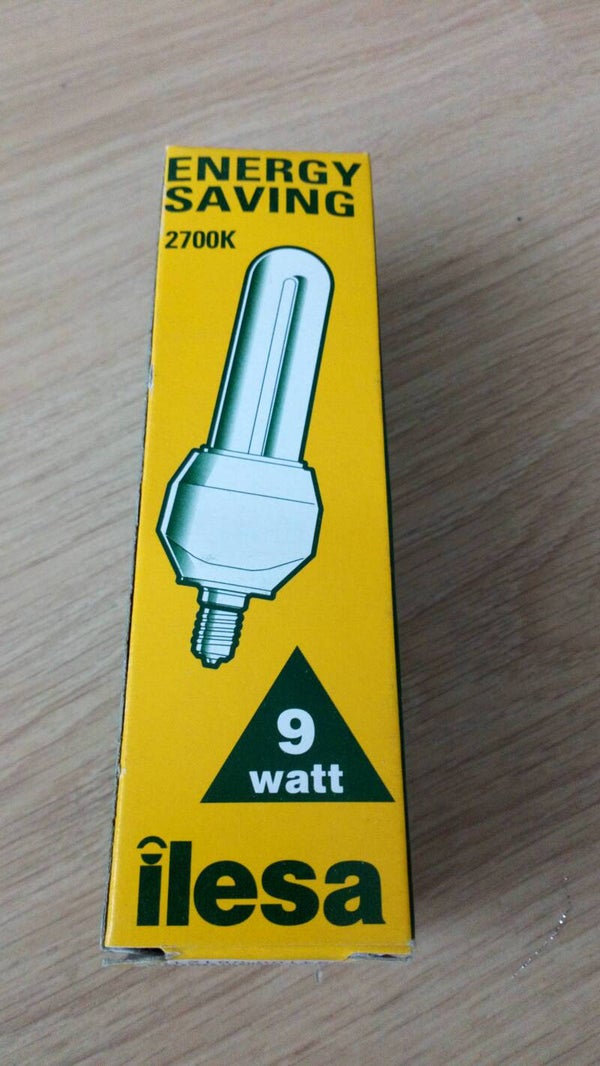 ENERGY
SAVING
2700K
9
watt
ilesa